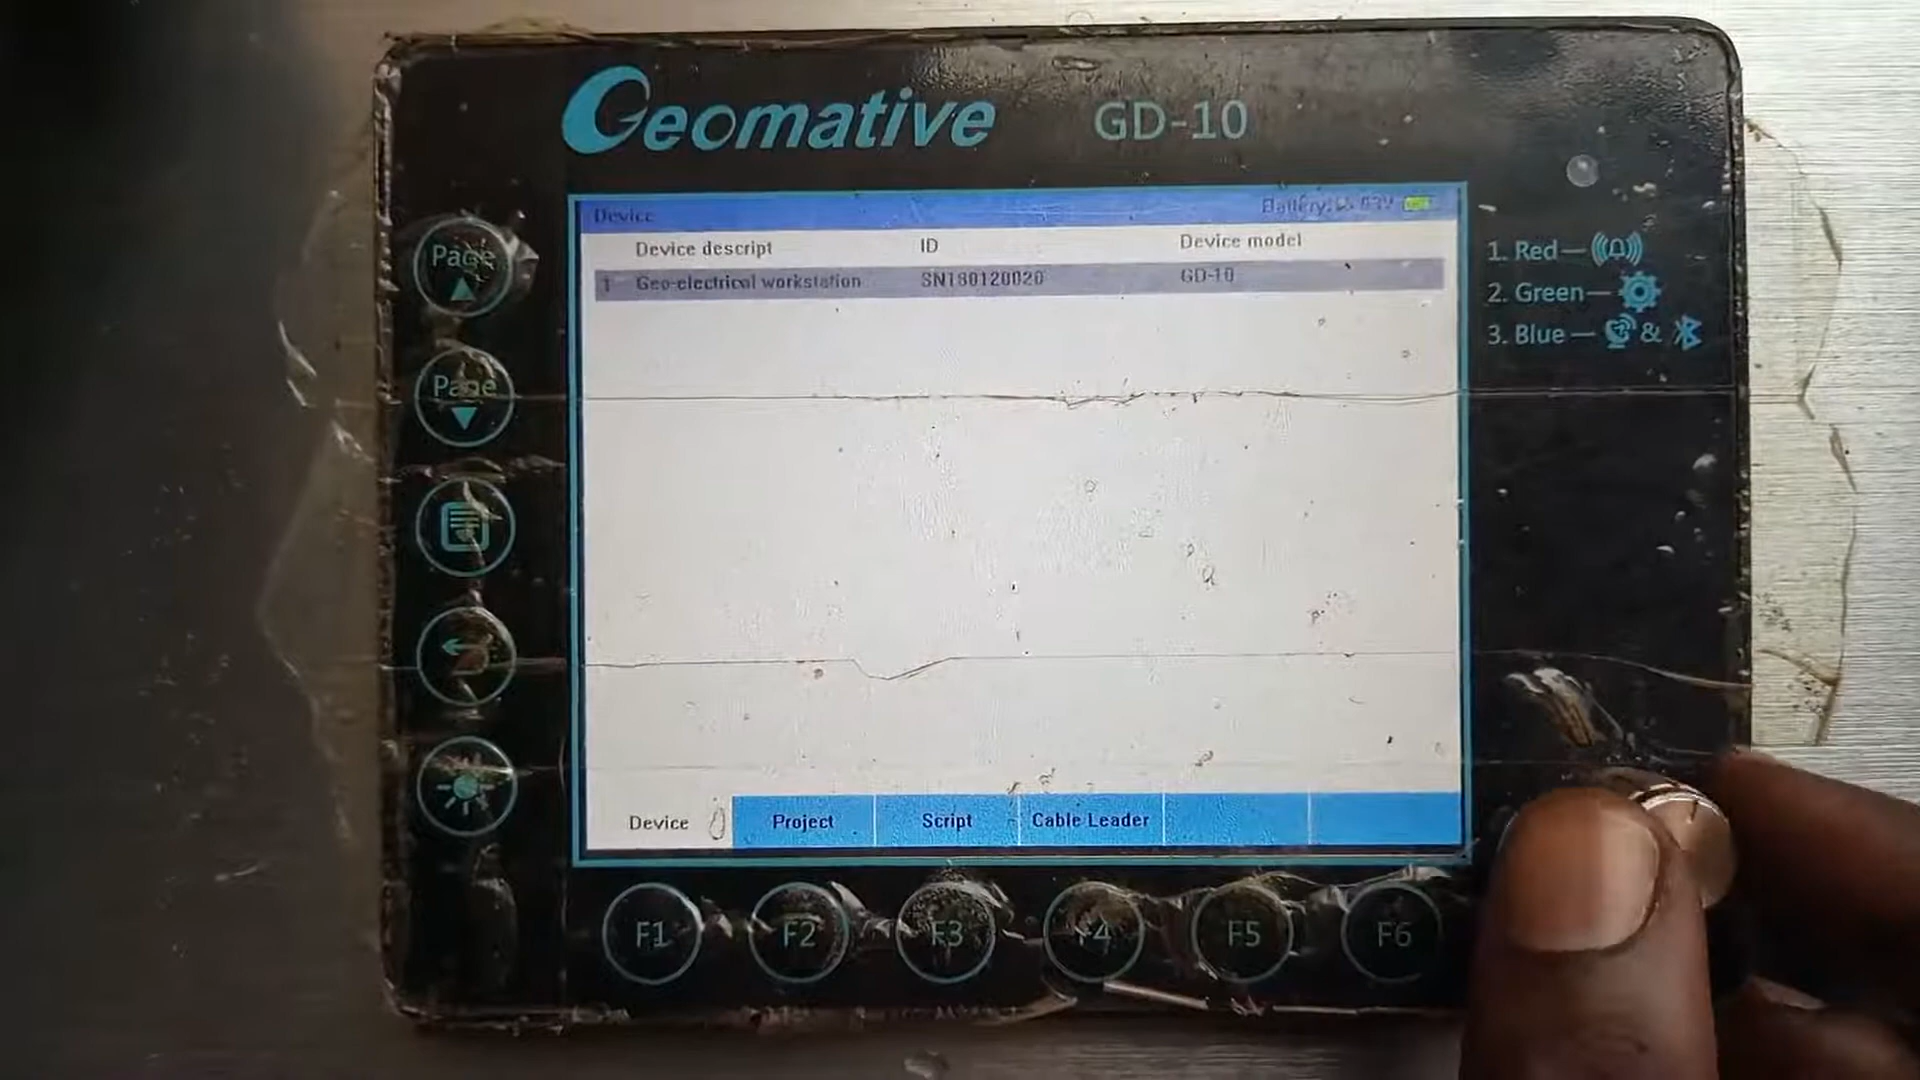 Geomative GD-10
Device Battery:
Device descript ID Device model
1 Geo-electrical workstation SN180120020 GD-10
Page
Page
1. Red —
2. Green —
3. Blue — &
Device Project Script Cable Leader
F1 F2 F3 F4 F5 F6